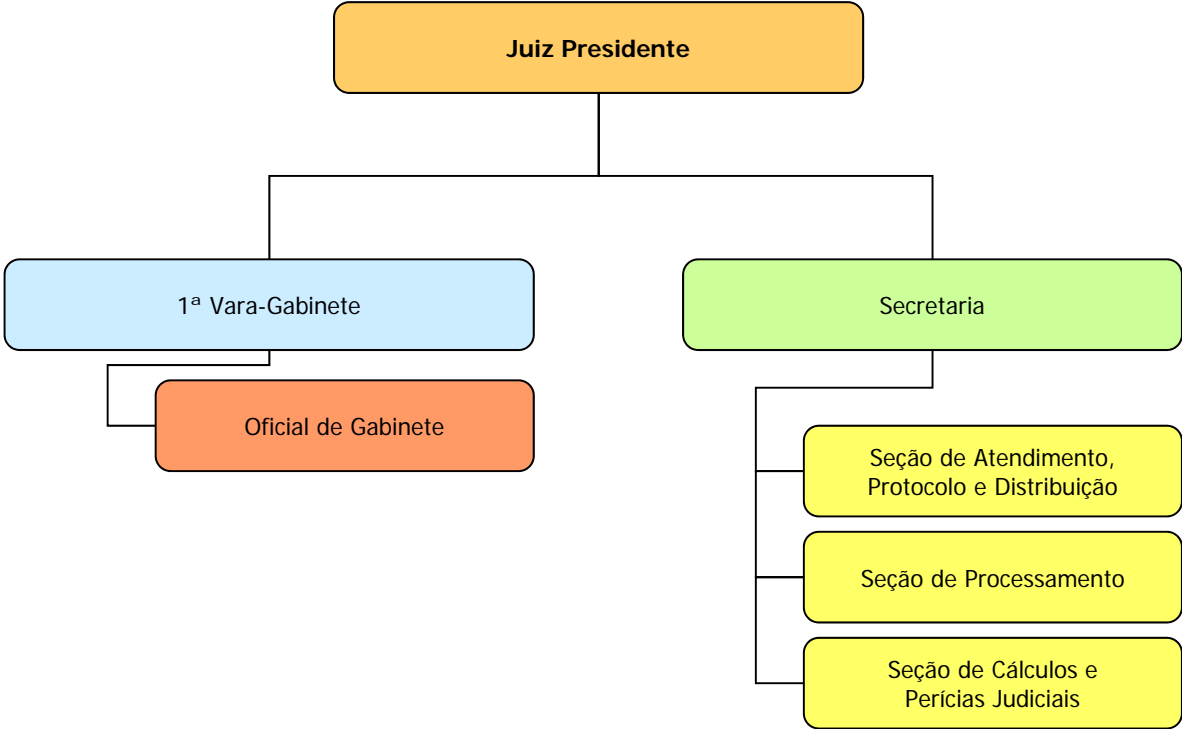 Juiz Presidente
1ª Vara-Gabinete
Secretaria
Oficial de Gabinete
Seção de Atendimento,
Protocolo e Distribuição
Seção de Processamento
Seção de Cálculos e
Perícias Judiciais